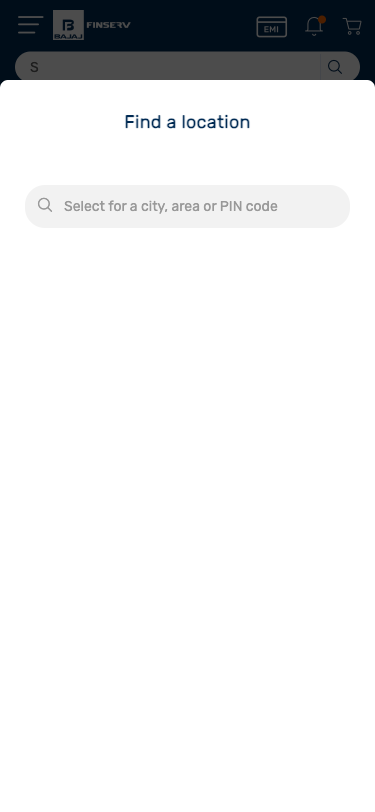 BAJAJ
FINSERV
EMI
S
Find a location
Select for a city, area or PIN code